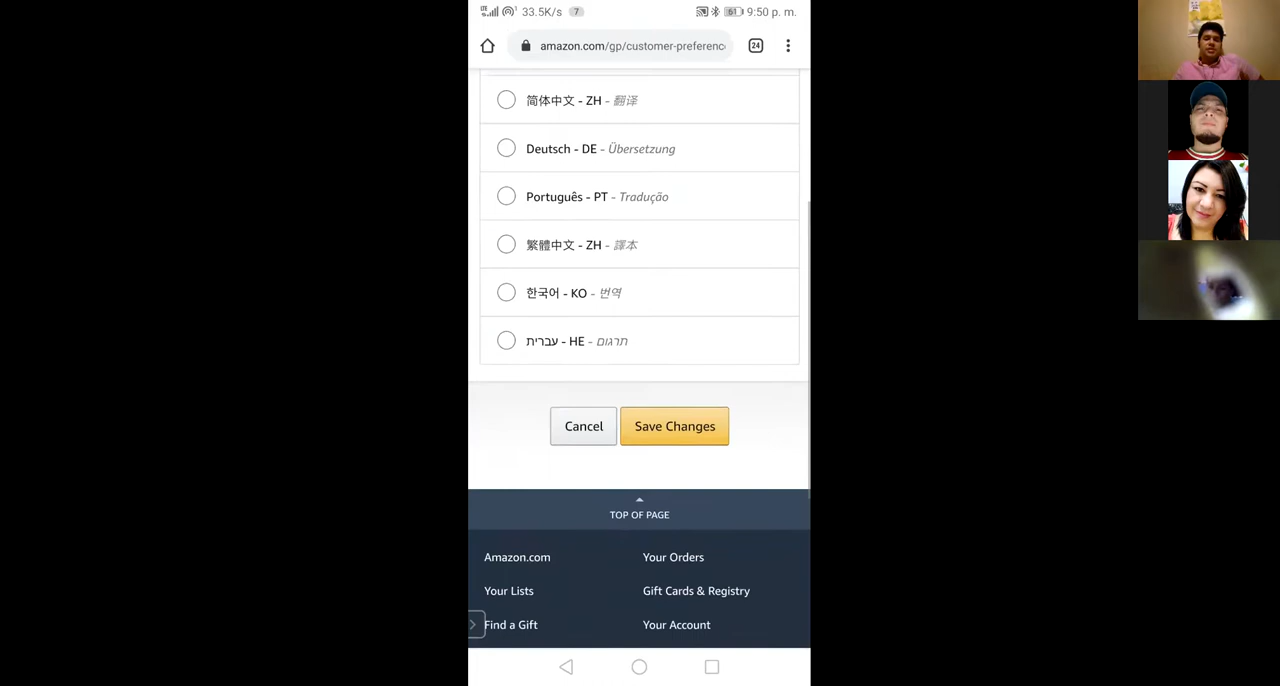 LTE 33.5K/s 7 61 9:50 p. m.
amazon.com/gp/customer-preferenc 24
简体中文 - ZH - 翻译
Deutsch - DE - Übersetzung
Português - PT - Tradução
繁體中文 - ZH - 譯本
한국어 - KO - 번역
עברית - HE - תרגום
Cancel Save Changes
TOP OF PAGE
Amazon.com Your Orders
Your Lists Gift Cards & Registry
Find a Gift Your Account